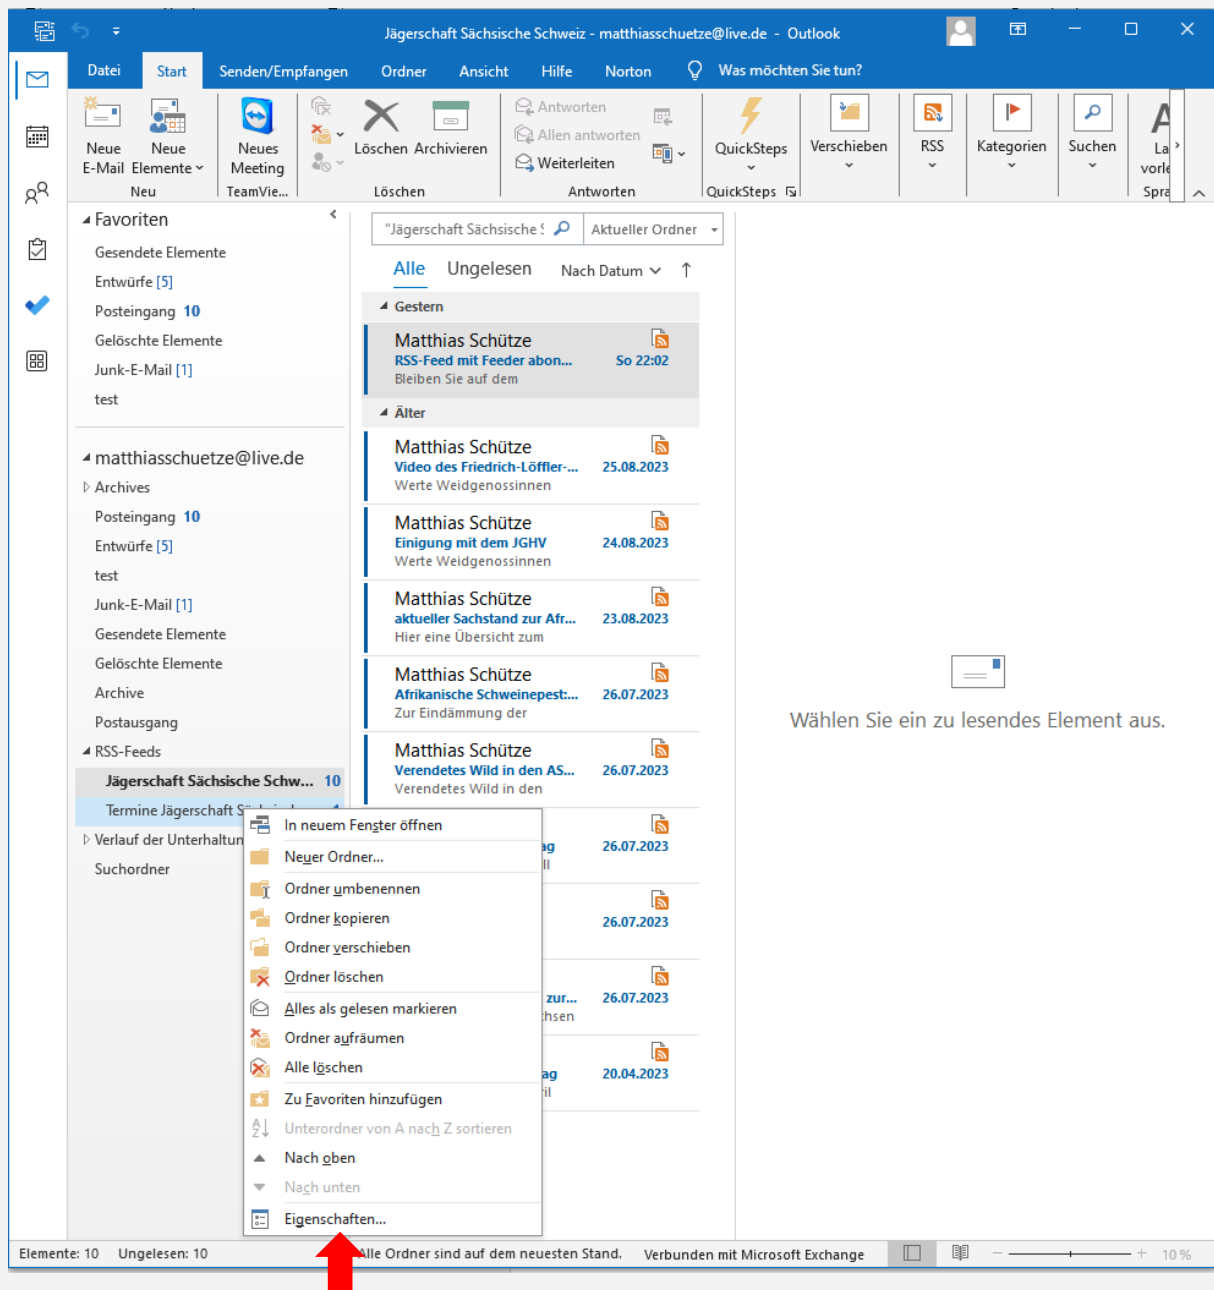 Jägerschaft Sächsische Schweiz - matthiasschuetze@live.de - Outlook
Datei Start Senden/Empfangen Ordner Ansicht Hilfe Norton Was möchten Sie tun?
Neue E-Mail
Neue Elemente
Neu
Neues Meeting
TeamVie...
Löschen Archivieren
Löschen
Antworten
Allen antworten
Weiterleiten
Antworten
QuickSteps
QuickSteps
Verschieben
RSS
Kategorien
Suchen
Favoriten
Gesendete Elemente
Entwürfe [5]
Posteingang 10
Gelöschte Elemente
Junk-E-Mail [1]
test
matthiasschuetze@live.de
Archives
Posteingang 10
Entwürfe [5]
test
Junk-E-Mail [1]
Gesendete Elemente
Gelöschte Elemente
Archive
Postausgang
RSS-Feeds
Jägerschaft Sächsische Schw... 10
Termine Jägerschaft
Verlauf der
Suchordner
"Jägerschaft Sächsische Aktueller Ordner
Alle Ungelesen Nach Datum
Gestern
Matthias Schütze
RSS-Feed mit Feeder abon... So 22:02
Bleiben Sie auf dem
Älter
Matthias Schütze
Video des Friedrich-Löffler-... 25.08.2023
Werte Weidgenossinnen
Matthias Schütze
Einigung mit dem JGHV 24.08.2023
Werte Weidgenossinnen
Matthias Schütze
aktueller Sachstand zur Afr... 23.08.2023
Hier eine Übersicht zum
Matthias Schütze
Afrikanische Schweinepest:... 26.07.2023
Zur Eindämmung der
Matthias Schütze
Verendetes Wild in den AS... 26.07.2023
Verendetes Wild in den
ag 26.07.2023
26.07.2023
zur... 26.07.2023
ag 20.04.2023
In neuem Fenster öffnen
Neuer Ordner...
Ordner umbenennen
Ordner kopieren
Ordner verschieben
Ordner löschen
Alles als gelesen markieren
Ordner aufräumen
Alle löschen
Zu Favoriten hinzufügen
Unterordner von A nach Z sortieren
Nach oben
Nach unten
Eigenschaften...
Wählen Sie ein zu lesendes Element aus.
Elemente: 10 Ungelesen: 10 Alle Ordner sind auf dem neuesten Stand. Verbunden mit Microsoft Exchange 10 %